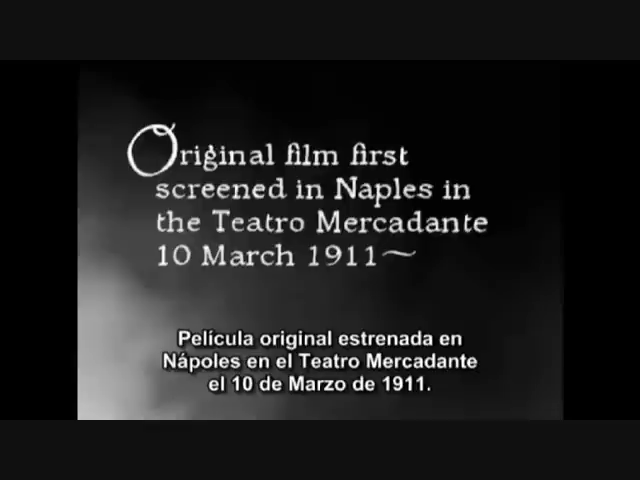 Original film first
screened in Naples in
the Teatro Mercadante
10 March 1911~
Película original estrenada en
Nápoles en el Teatro Mercadante
el 10 de Marzo de 1911.